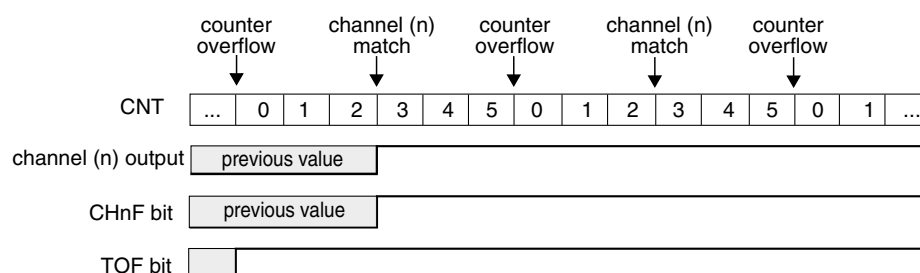 counter overflow
channel (n) match
counter overflow
channel (n) match
counter overflow
CNT ... 0 1 2 3 4 5 0 1 2 3 4 5 0 1 ...
channel (n) output previous value
CHnF bit previous value
TOF bit